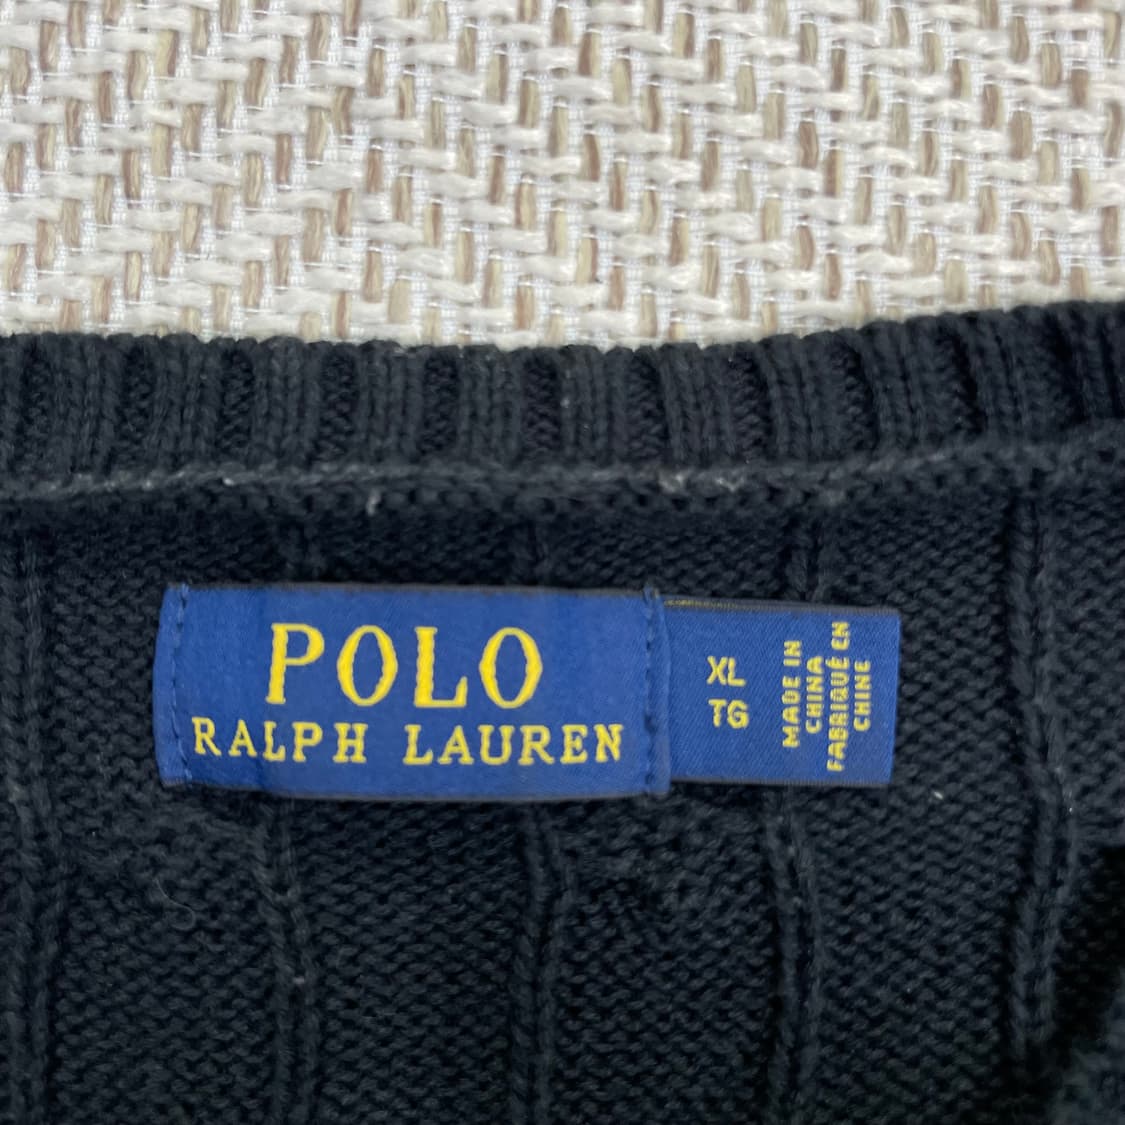 POLO
RALPH LAUREN
XL
TG
MADE IN
CHINA
FABRIQUÉ EN
CHINE